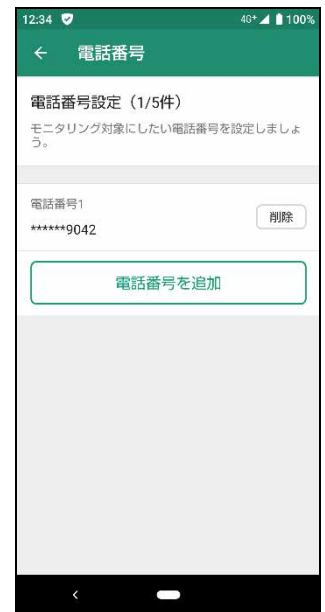 12:34 4G+ 100%
電話番号
電話番号設定（1/5件）
モニタリング対象にしたい電話番号を設定しましょ
う。
電話番号1
******9042
削除
電話番号を追加